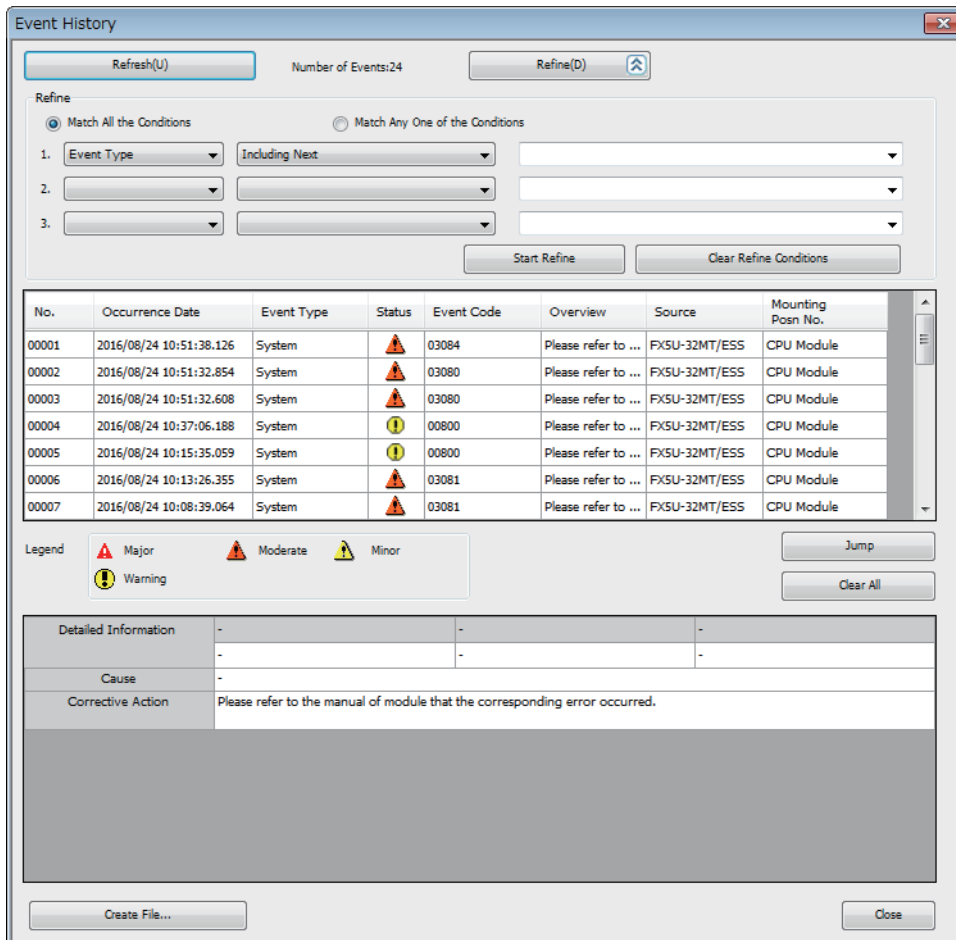 Event History
Refresh(U) Number of Events:24 Refine(D)
Refine
Match All the Conditions Match Any One of the Conditions
1. Event Type Including Next
2.
3.
Start Refine Clear Refine Conditions
No. Occurrence Date Event Type Status Event Code Overview Source Mounting Posn No.
00001 2016/08/24 10:51:38.126 System 03084 Please refer to ... FX5U-32MT/ESS CPU Module
00002 2016/08/24 10:51:32.854 System 03080 Please refer to ... FX5U-32MT/ESS CPU Module
00003 2016/08/24 10:51:32.608 System 03080 Please refer to ... FX5U-32MT/ESS CPU Module
00004 2016/08/24 10:37:06.188 System 00800 Please refer to ... FX5U-32MT/ESS CPU Module
00005 2016/08/24 10:15:35.059 System 00800 Please refer to ... FX5U-32MT/ESS CPU Module
00006 2016/08/24 10:13:26.355 System 03081 Please refer to ... FX5U-32MT/ESS CPU Module
00007 2016/08/24 10:08:39.064 System 03081 Please refer to ... FX5U-32MT/ESS CPU Module
Legend Major Moderate Minor Jump
Warning Clear All
Detailed Information - - -
- - -
Cause -
Corrective Action Please refer to the manual of module that the corresponding error occurred.
Create File... Close